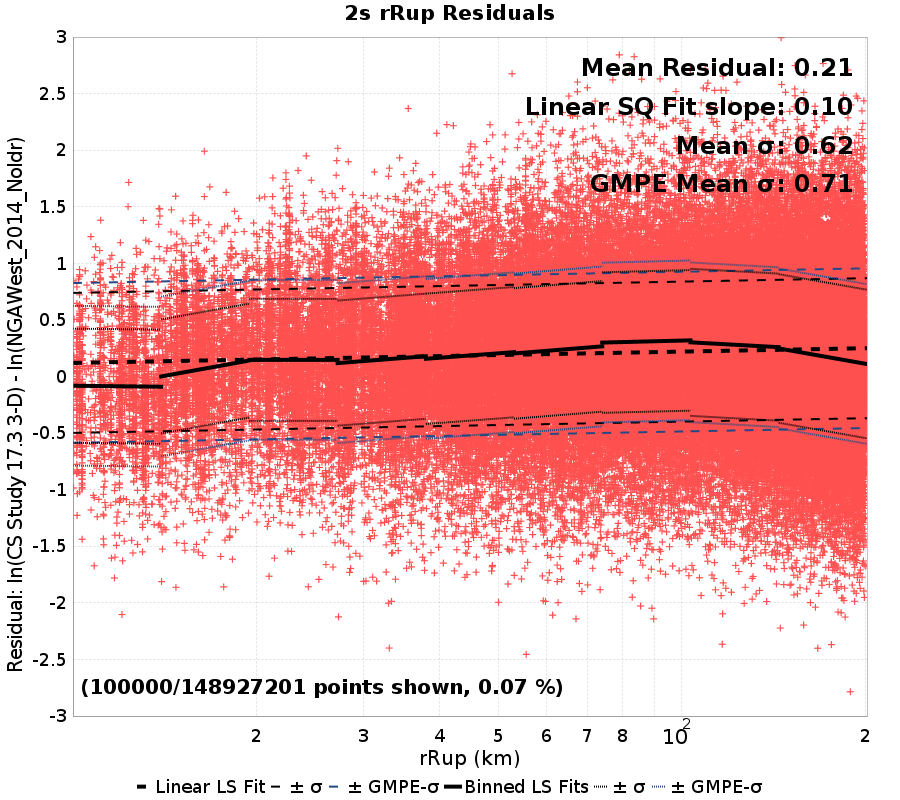 2s rRup Residuals
Mean Residual: 0.21
Linear SQ Fit slope: 0.10
Mean σ: 0.62
GMPE Mean σ: 0.71
Residual: ln(CS Study 17.3 3-D) - ln(NGAWest_2014_NoIdr)
3
2.5
2
1.5
1
0.5
0
-0.5
-1
-1.5
-2
-2.5
-3
(100000/148927201 points shown, 0.07 %)
2 3 4 5 6 7 8 10² 2
rRup (km)
Linear LS Fit ± σ ± GMPE-σ Binned LS Fits ± σ ± GMPE-σ